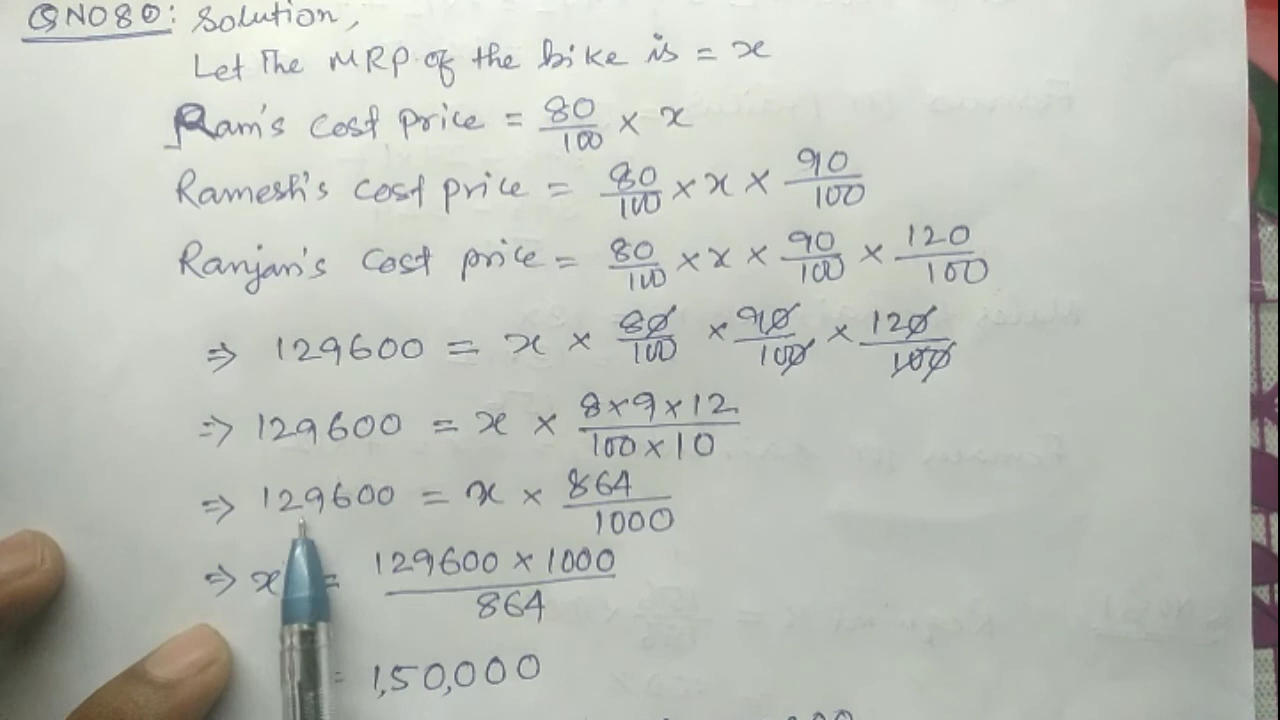 QNO80: Solution,
Let The MRP of the bike is = x
Ram's cost price = 80/100 × x
Ramesh's cost price = 80/100 × x × 90/100
Ranjan's cost price = 80/100 × x × 90/100 × 120/100
⇒ 129600 = x × 80/100 × 90/100 × 120/100
⇒ 129600 = x × 8×9×12/100×10
⇒ 129600 = x × 864/1000
⇒ x = 129600 × 1000/864
= 1,50,000